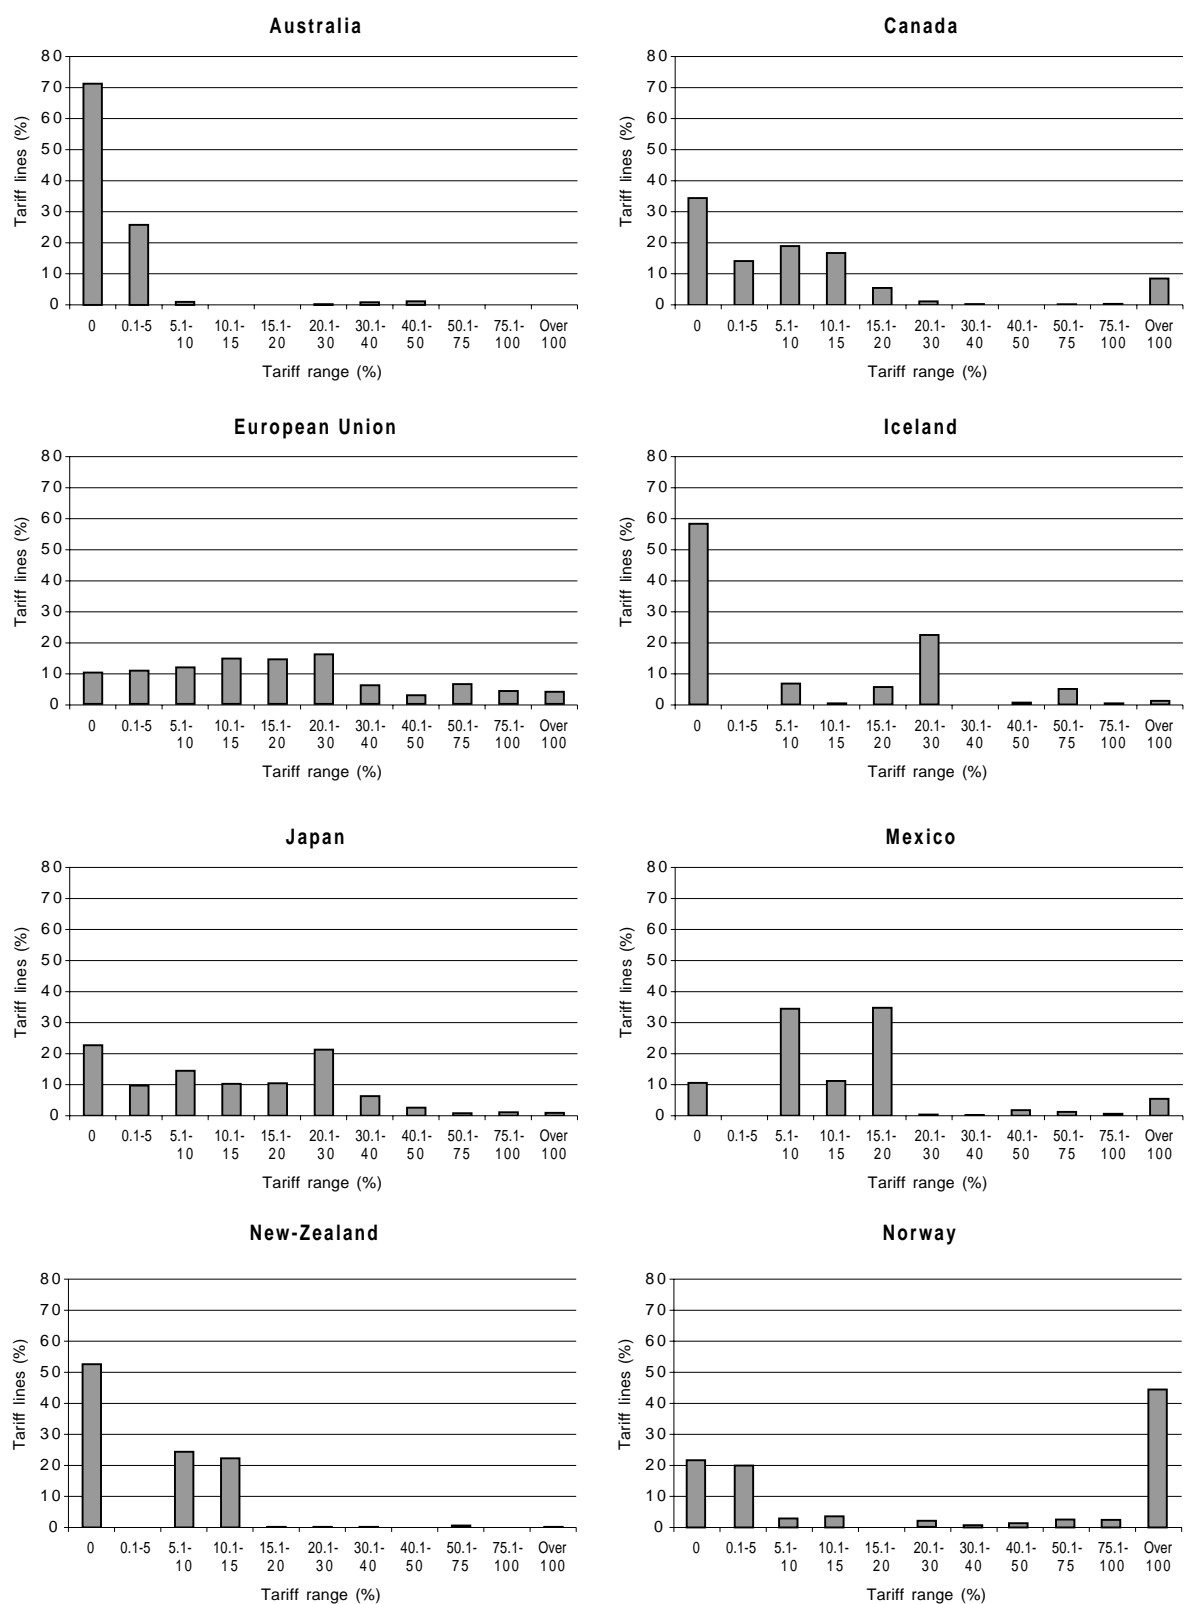 Australia
80
70
60
50
40
30
20
10
0
Tariff lines (%)
0 0.1-5 5.1- 10.1- 15.1- 20.1- 30.1- 40.1- 50.1- 75.1- Over
10 15 20 30 40 50 75 100 100
Tariff range (%)
Canada
80
70
60
50
40
30
20
10
0
Tariff lines (%)
0 0.1-5 5.1- 10.1- 15.1- 20.1- 30.1- 40.1- 50.1- 75.1- Over
10 15 20 30 40 50 75 100 100
Tariff range (%)
European Union
80
70
60
50
40
30
20
10
0
Tariff lines (%)
0 0.1-5 5.1- 10.1- 15.1- 20.1- 30.1- 40.1- 50.1- 75.1- Over
10 15 20 30 40 50 75 100 100
Tariff range (%)
Iceland
80
70
60
50
40
30
20
10
0
Tariff lines (%)
0 0.1-5 5.1- 10.1- 15.1- 20.1- 30.1- 40.1- 50.1- 75.1- Over
10 15 20 30 40 50 75 100 100
Tariff range (%)
Japan
80
70
60
50
40
30
20
10
0
Tariff lines (%)
0 0.1-5 5.1- 10.1- 15.1- 20.1- 30.1- 40.1- 50.1- 75.1- Over
10 15 20 30 40 50 75 100 100
Tariff range (%)
Mexico
80
70
60
50
40
30
20
10
0
Tariff lines (%)
0 0.1-5 5.1- 10.1- 15.1- 20.1- 30.1- 40.1- 50.1- 75.1- Over
10 15 20 30 40 50 75 100 100
Tariff range (%)
New-Zealand
80
70
60
50
40
30
20
10
0
Tariff lines (%)
0 0.1-5 5.1- 10.1- 15.1- 20.1- 30.1- 40.1- 50.1- 75.1- Over
10 15 20 30 40 50 75 100 100
Tariff range (%)
Norway
80
70
60
50
40
30
20
10
0
Tariff lines (%)
0 0.1-5 5.1- 10.1- 15.1- 20.1- 30.1- 40.1- 50.1- 75.1- Over
10 15 20 30 40 50 75 100 100
Tariff range (%)